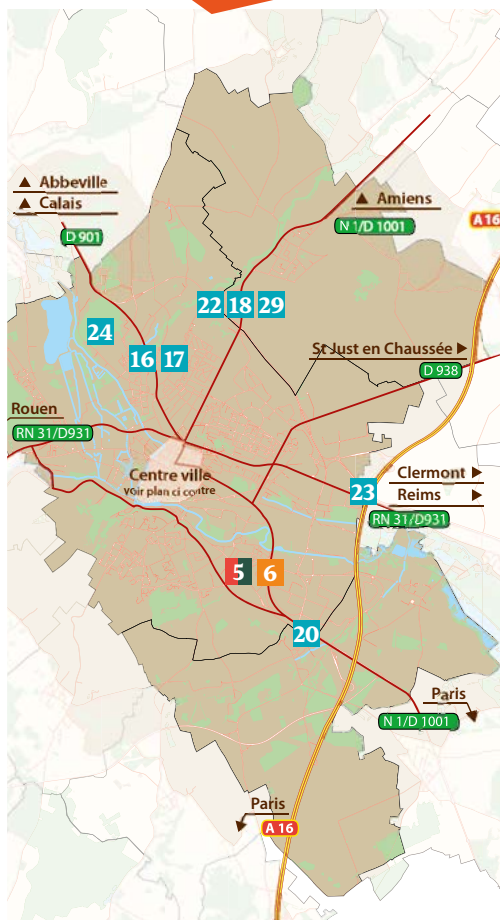 Abbeville
Calais
D 901
Amiens
N 1/D 1001
A 16
22 18 29
24
16 17
St Just en Chaussée
D 938
Rouen
RN 31/D931
Centre ville
voir plan ci contre
Clermont
Reims
23
RN 31/D931
5 6
20
Paris
N 1/D 1001
Paris
A 16